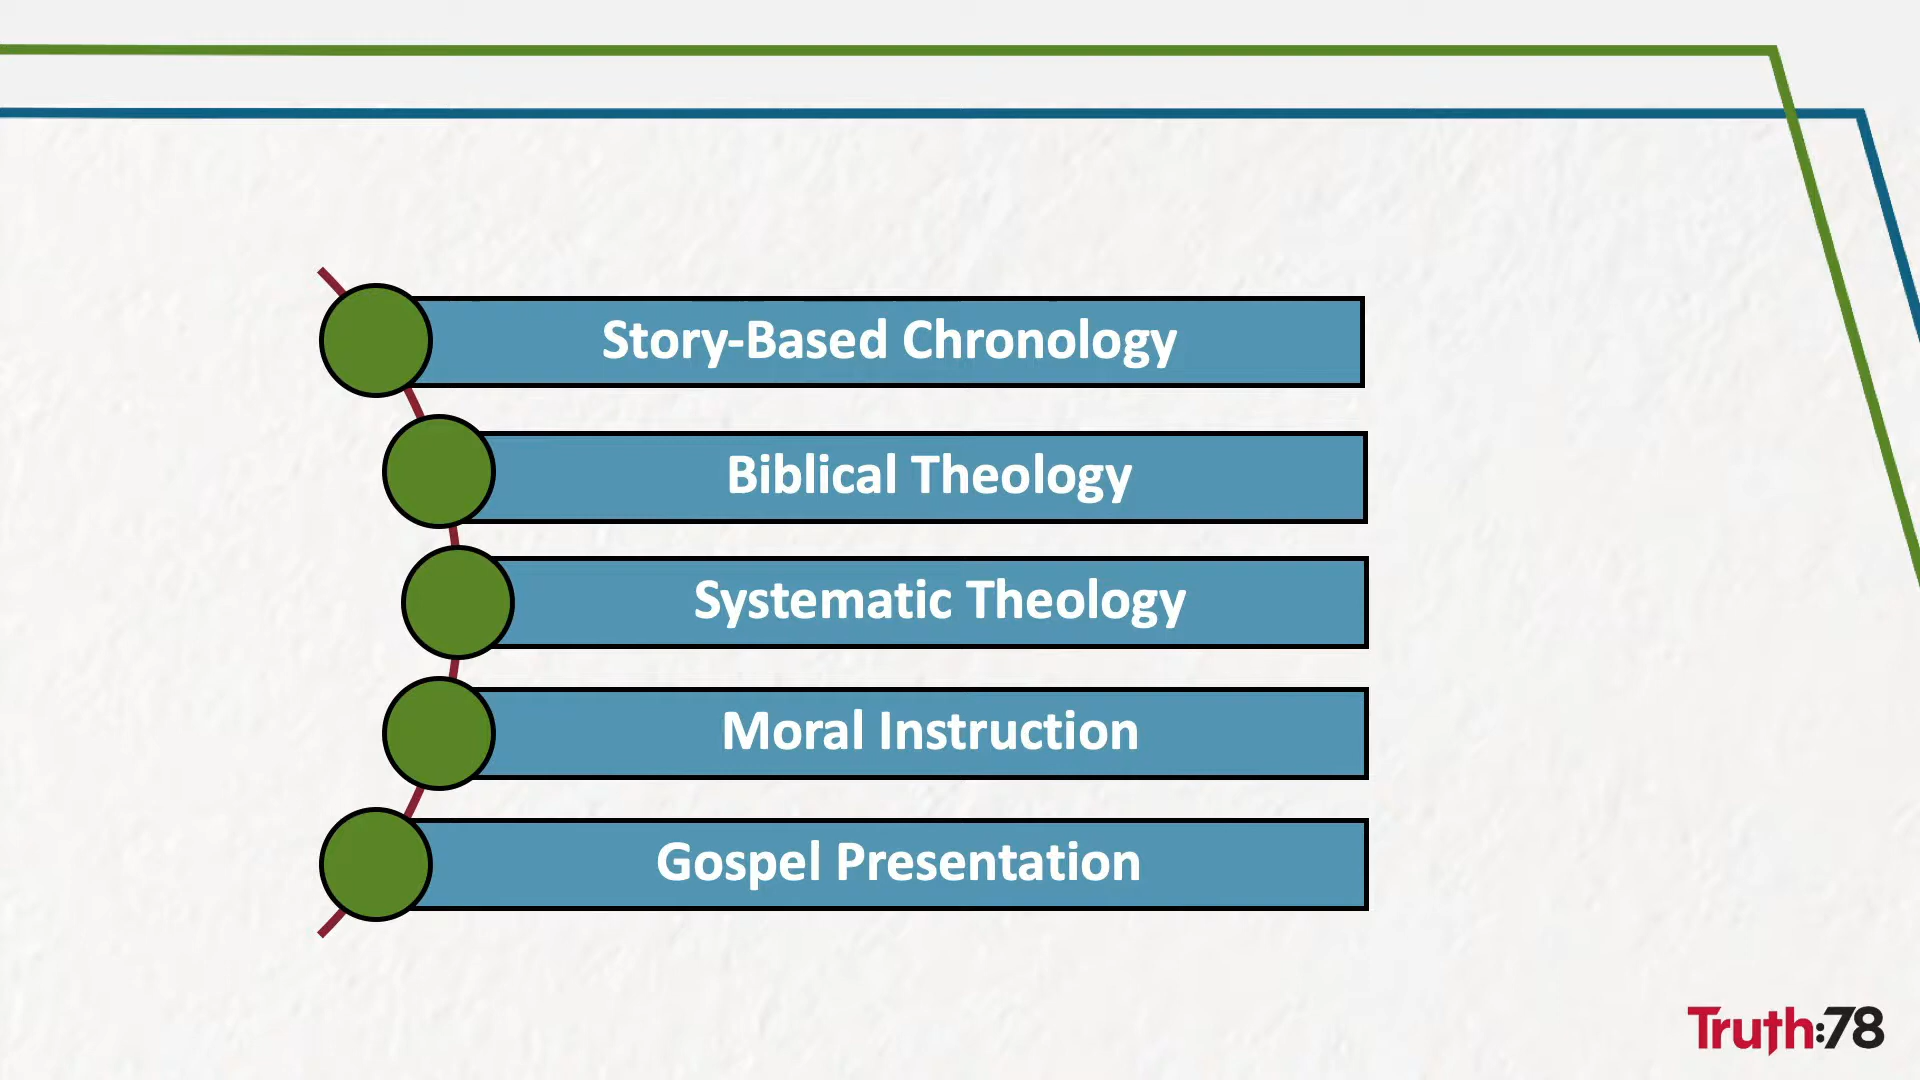 Story-Based Chronology
Biblical Theology
Systematic Theology
Moral Instruction
Gospel Presentation
Truth:78